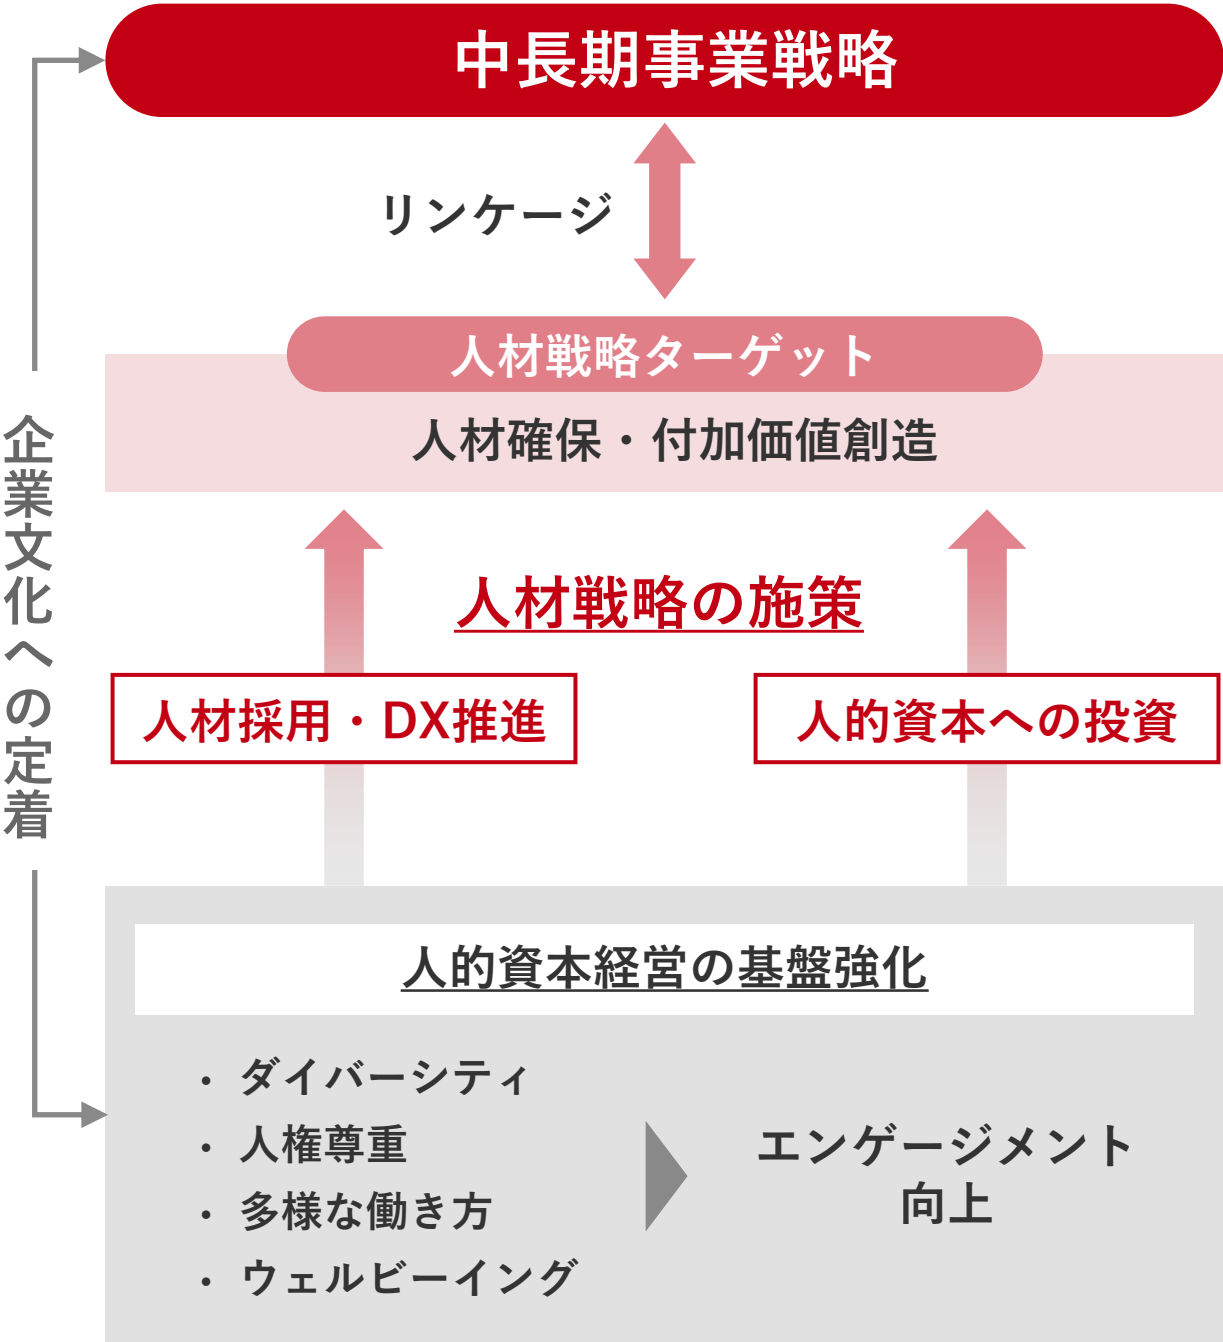 中長期事業戦略
リンケージ
人材戦略ターゲット
人材確保・付加価値創造
企業文化への定着
人材戦略の施策
人材採用・DX推進
人的資本への投資
人的資本経営の基盤強化
・ ダイバーシティ
・ 人権尊重
・ 多様な働き方
・ ウェルビーイング
エンゲージメント
向上